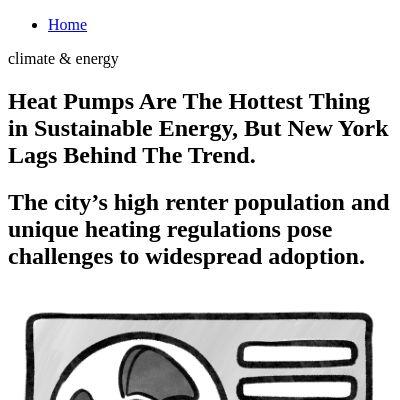 Home
climate & energy
Heat Pumps Are The Hottest Thing
in Sustainable Energy, But New York
Lags Behind The Trend.
The city’s high renter population and
unique heating regulations pose
challenges to widespread adoption.